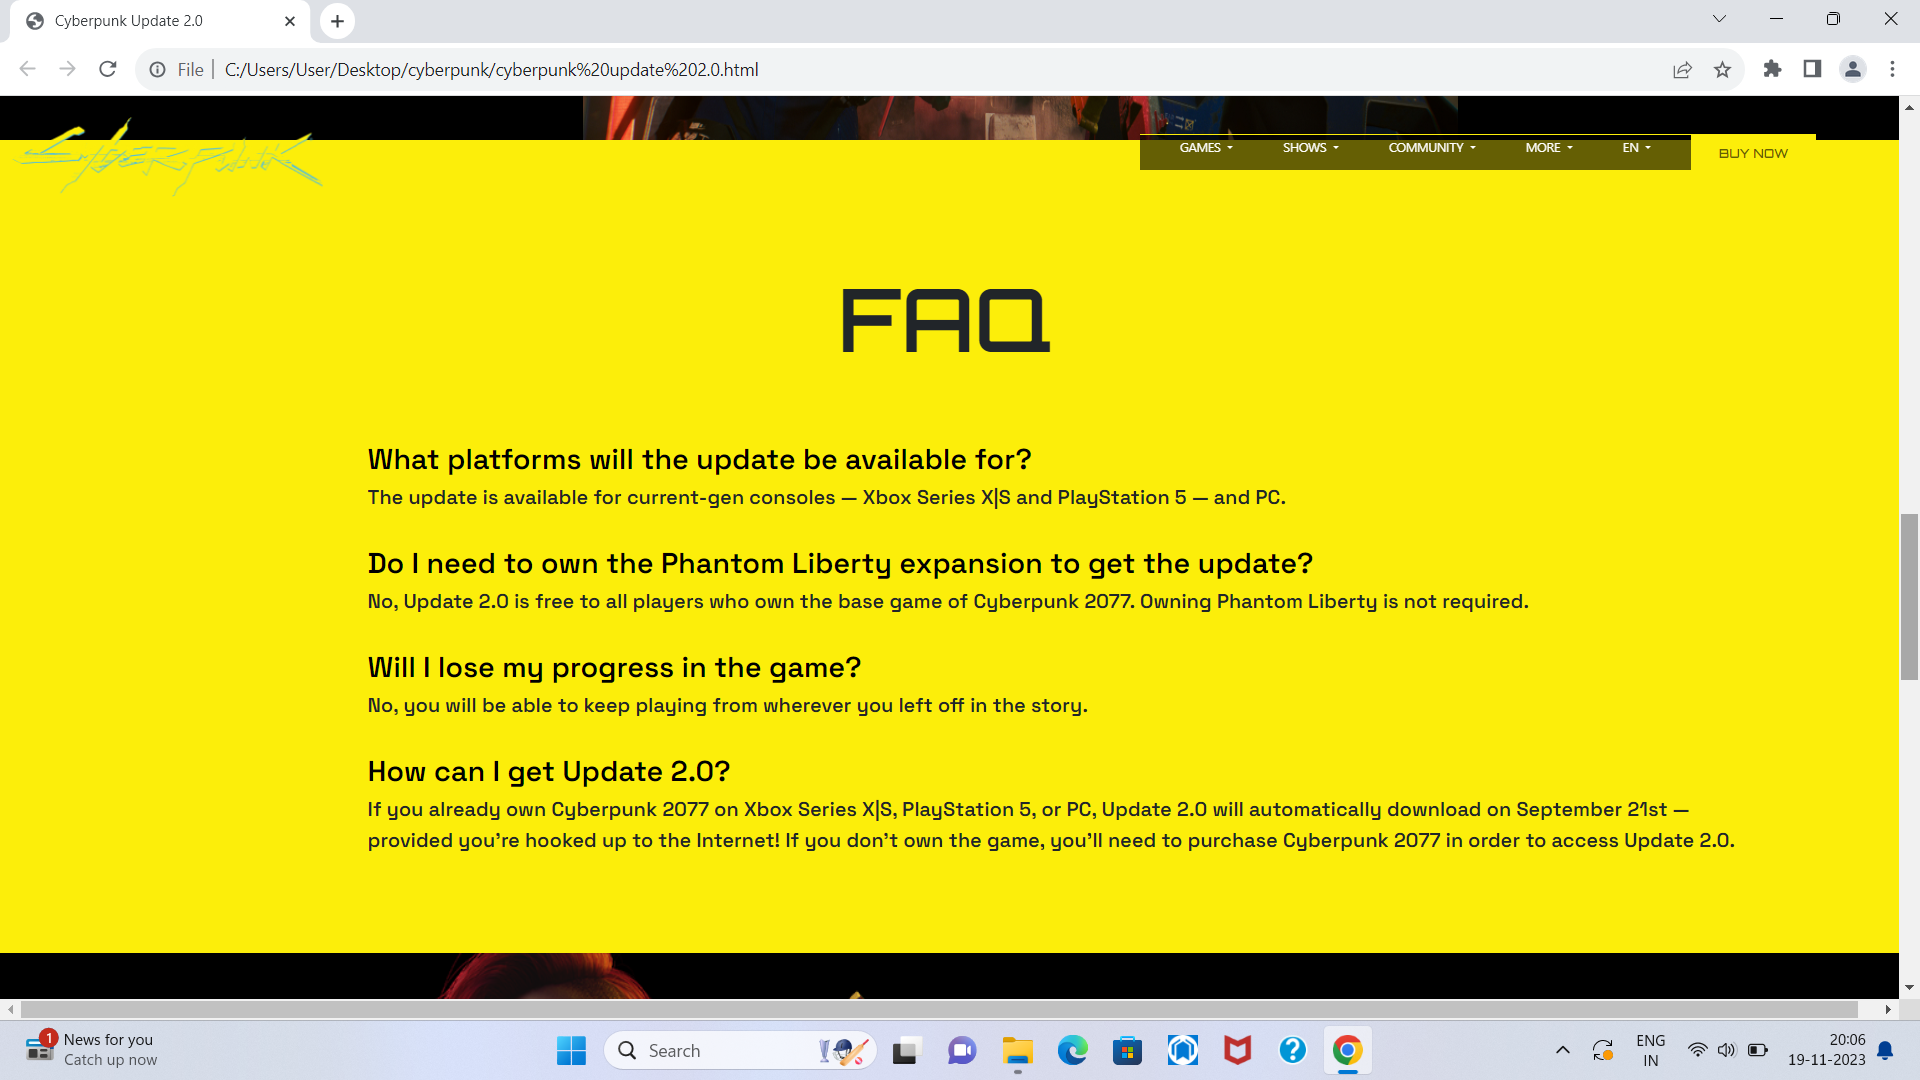 Cyberpunk Update 2.0
File C:/Users/User/Desktop/cyberpunk/cyberpunk%20update%202.0.html
Cyberpunk
GAMES SHOWS COMMUNITY MORE EN BUY NOW
FAQ
What platforms will the update be available for?
The update is available for current-gen consoles — Xbox Series X|S and PlayStation 5 — and PC.
Do I need to own the Phantom Liberty expansion to get the update?
No, Update 2.0 is free to all players who own the base game of Cyberpunk 2077. Owning Phantom Liberty is not required.
Will I lose my progress in the game?
No, you will be able to keep playing from wherever you left off in the story.
How can I get Update 2.0?
If you already own Cyberpunk 2077 on Xbox Series X|S, PlayStation 5, or PC, Update 2.0 will automatically download on September 21st —
provided you’re hooked up to the Internet! If you don’t own the game, you’ll need to purchase Cyberpunk 2077 in order to access Update 2.0.
1
News for you
Catch up now
Search
ENG
IN
20:06
19-11-2023